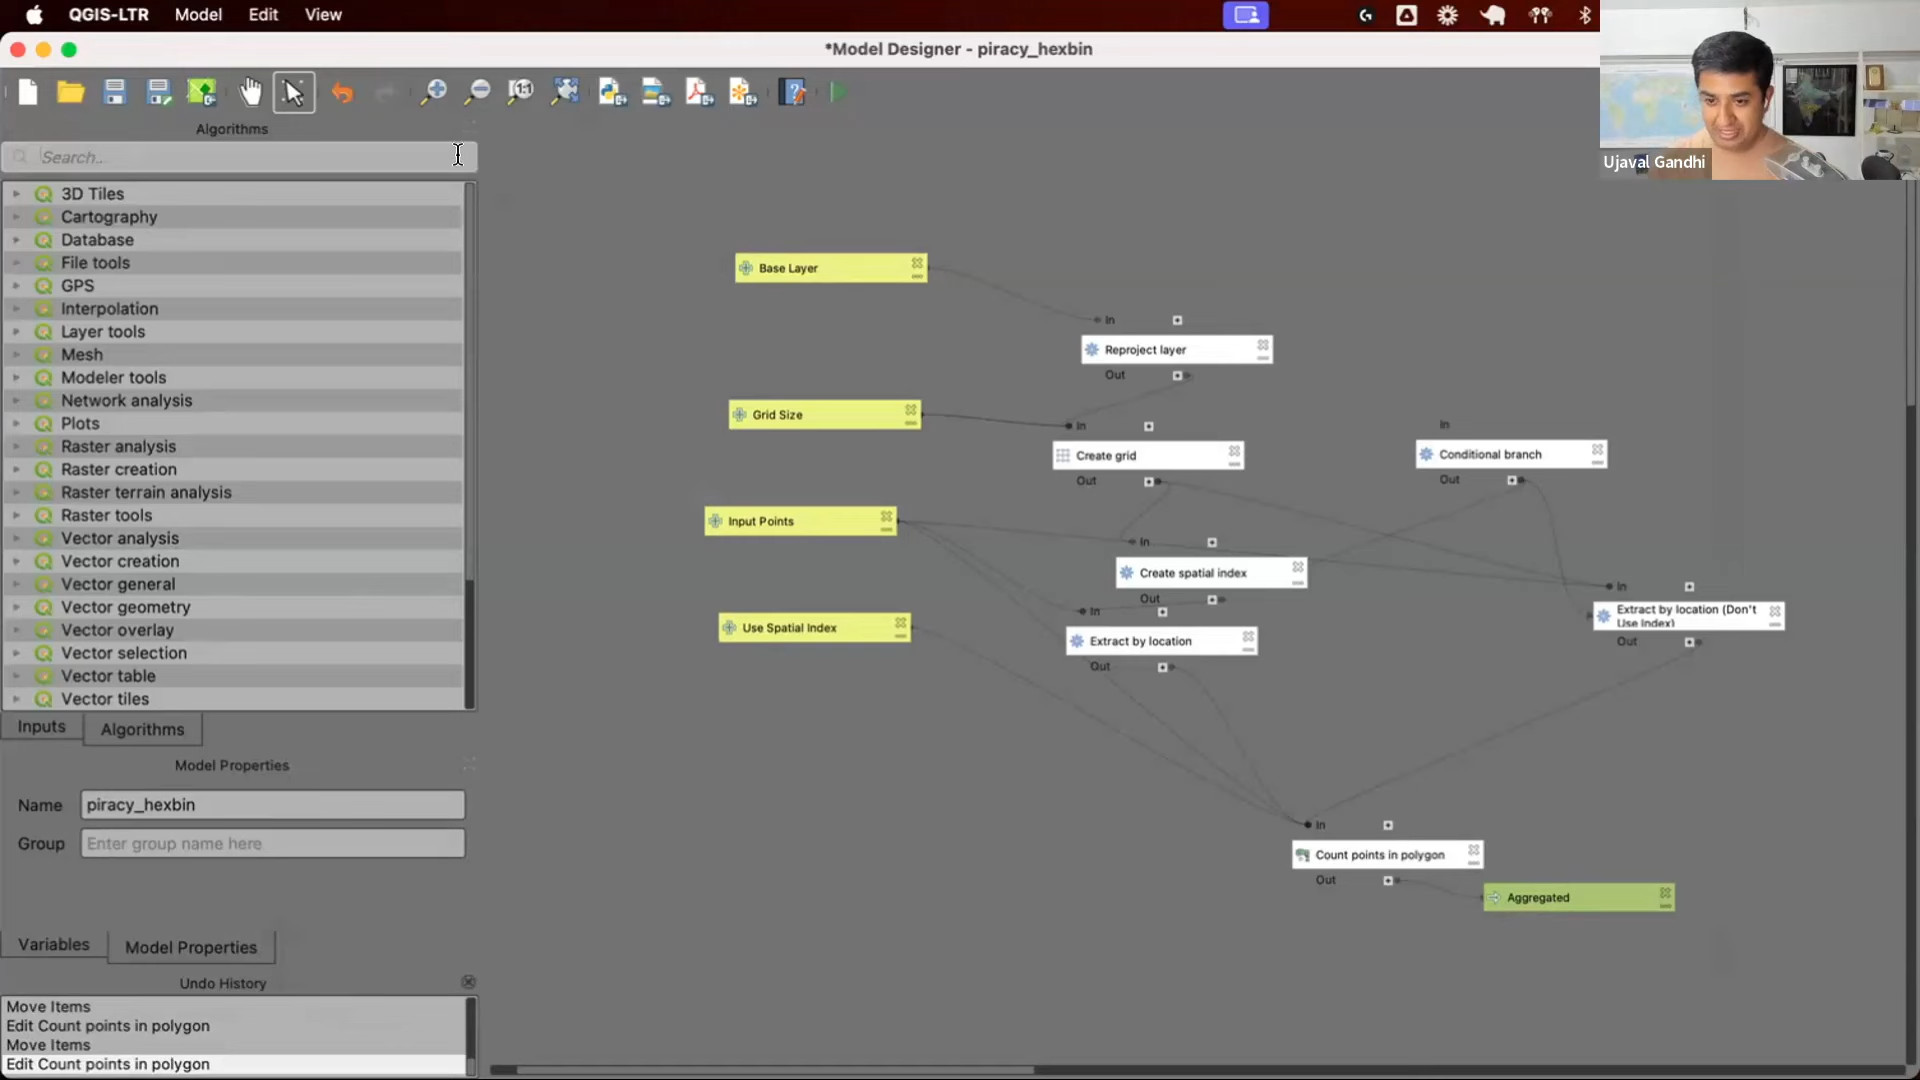 QGIS-LTR Model Edit View
*Model Designer - piracy_hexbin
Ujaval Gandhi
Algorithms
Search...
3D Tiles
Cartography
Database
File tools
GPS
Interpolation
Layer tools
Mesh
Modeler tools
Network analysis
Plots
Raster analysis
Raster creation
Raster terrain analysis
Raster tools
Vector analysis
Vector creation
Vector general
Vector geometry
Vector overlay
Vector selection
Vector table
Vector tiles
Inputs Algorithms
Model Properties
Name piracy_hexbin
Group Enter group name here
Variables Model Properties
Undo History
Move Items
Edit Count points in polygon
Move Items
Edit Count points in polygon
Base Layer
In
Reproject layer
Out
Grid Size
In
Create grid
Out
In
Conditional branch
Out
Input Points
In
Create spatial index
Out
Use Spatial Index
In
Extract by location
Out
In
Extract by location (Don't
Use Index)
Out
In
Count points in polygon
Out
Aggregated